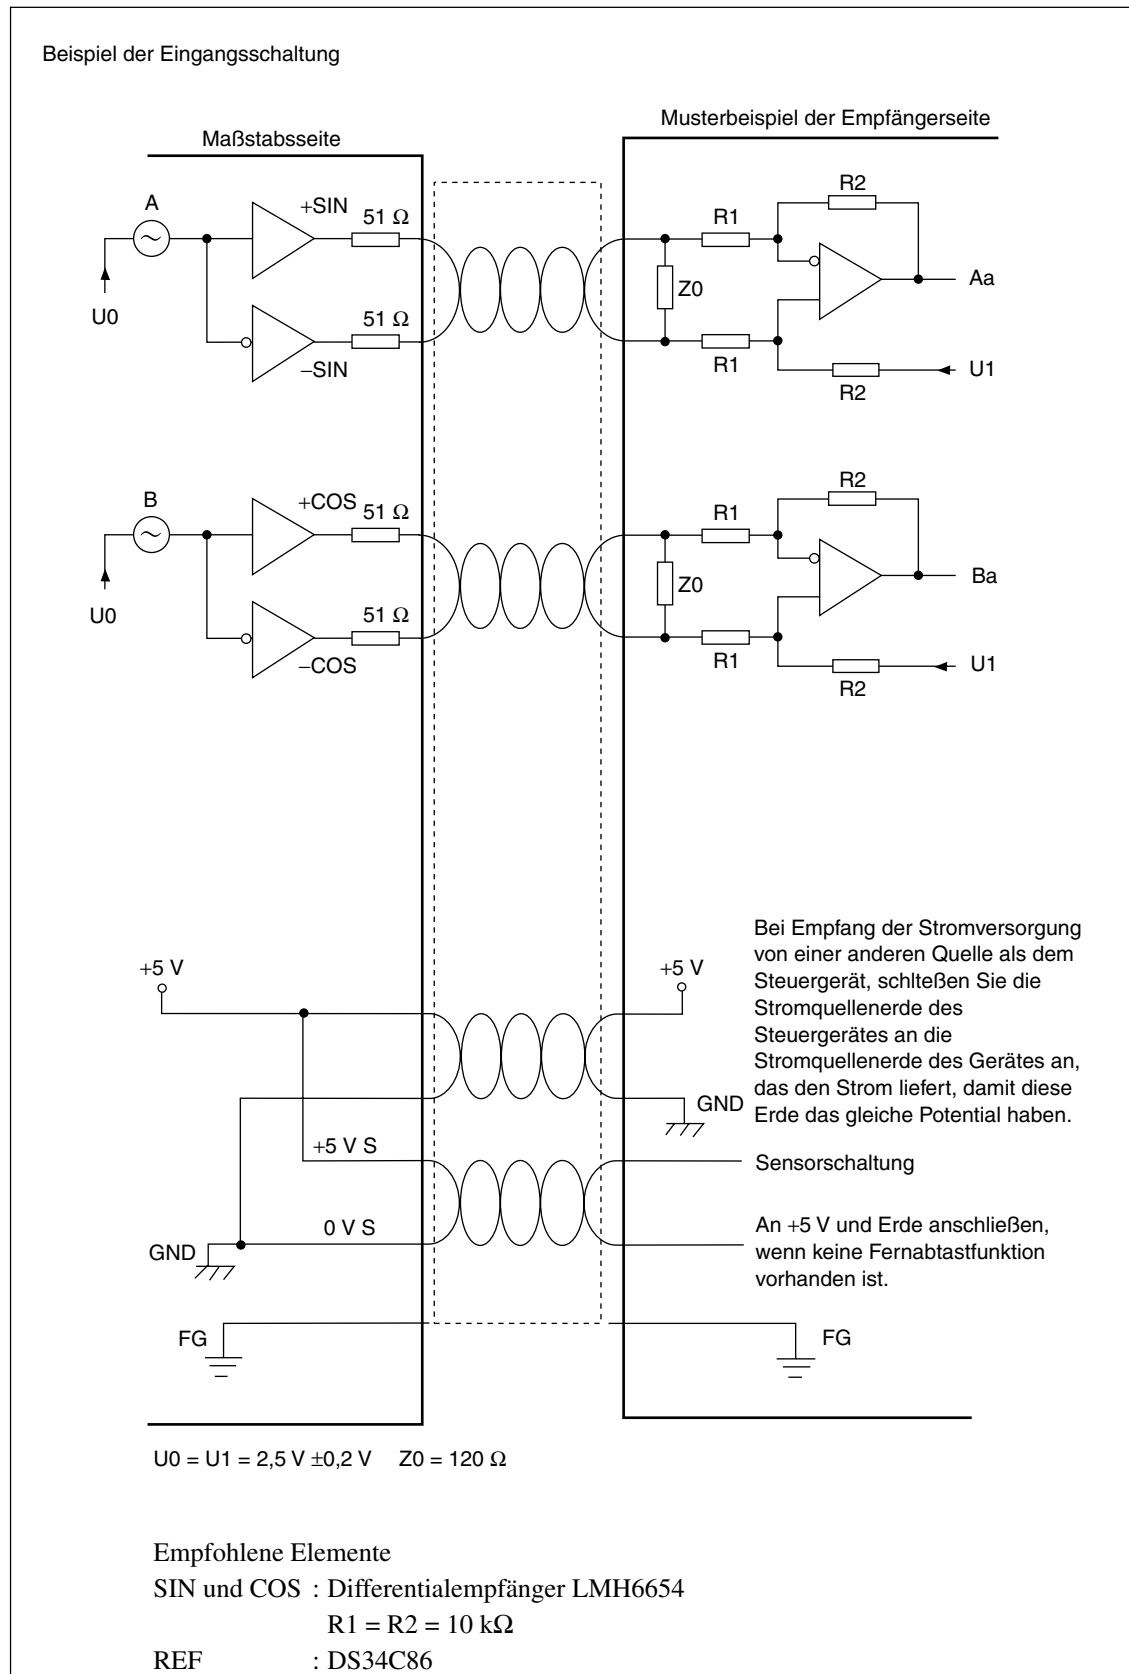 Beispiel der Eingangsschaltung
Maßstabsseite
Musterbeispiel der Empfängerseite
A
+SIN
51 Ω
U0
51 Ω
−SIN
R1
R2
Z0
Aa
R1
R2
U1
B
+COS
51 Ω
U0
51 Ω
−COS
R1
R2
Z0
Ba
R1
R2
U1
+5 V
+5 V
GND
Bei Empfang der Stromversorgung
von einer anderen Quelle als dem
Steuergerät, schlteßen Sie die
Stromquellenerde des
Steuergerätes an die
Stromquellenerde des Gerätes an,
das den Strom liefert, damit diese
Erde das gleiche Potential haben.
+5 V S
Sensorschaltung
0 V S
GND
An +5 V und Erde anschließen,
wenn keine Fernabtastfunktion
vorhanden ist.
FG
FG
U0 = U1 = 2,5 V ±0,2 V Z0 = 120 Ω
Empfohlene Elemente
SIN und COS : Differentialempfänger LMH6654
R1 = R2 = 10 kΩ
REF : DS34C86